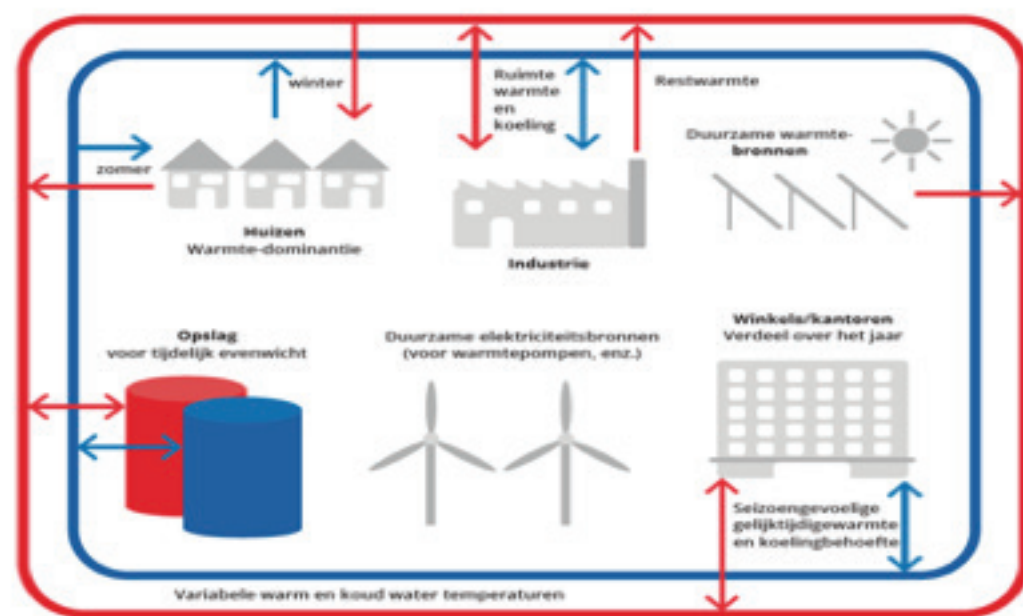 winter
zomer
Huizen
Warmte-dominantie
Ruimte
warmte
en
koeling
Restwarmte
Industrie
Duurzame warmte-
bronnen
Opslag
voor tijdelijk evenwicht
Duurzame elektriciteitsbronnen
(voor warmtepompen, enz.)
Winkels/kantoren
Verdeel over het jaar
Seizoengevoelige
gelijktijdigewarmte
en koelingbehoefte
Variabele warm en koud water temperaturen